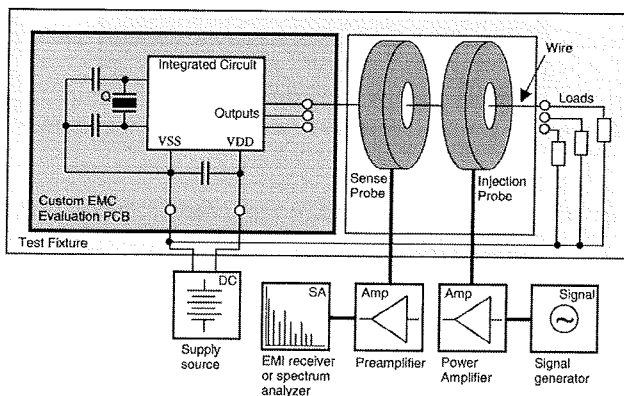 Integrated Circuit
Wire
Q
Outputs
Loads
VSS
VDD
Sense
Probe
Injection
Probe
Custom EMC
Evaluation PCB
Test Fixture
DC
SA
Amp
Amp
Signal
Supply
source
EMI receiver
or spectrum
analyzer
Preamplifier
Power
Amplifier
Signal
generator